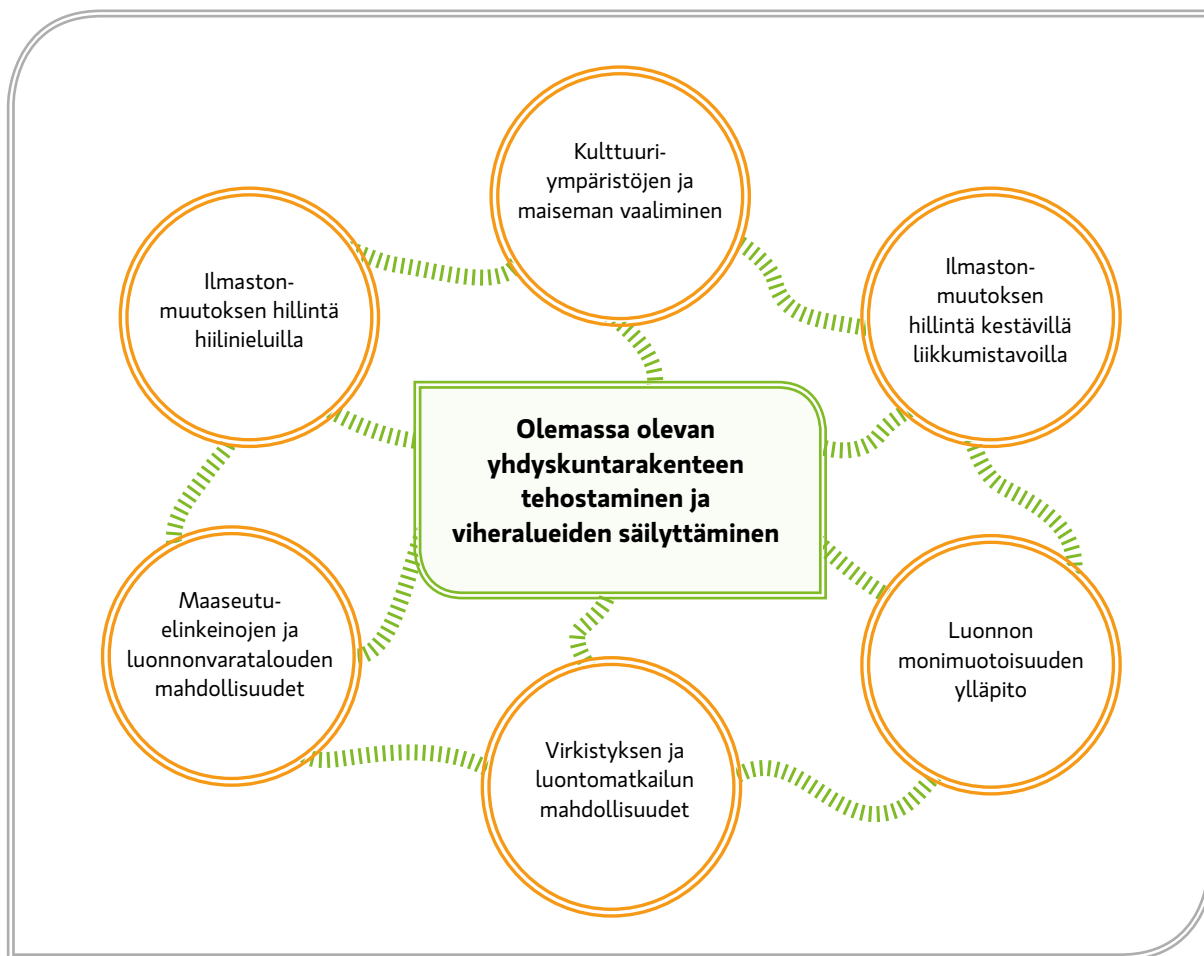 Kulttuuri-
ympäristöjen ja
maiseman vaaliminen
Ilmaston-
muutoksen hillintä
hiilinieluilla
Ilmaston-
muutoksen
hillintä kestävillä
liikkumistavoilla
Olemassa olevan
yhdyskuntarakenteen
tehostaminen ja
viheralueiden säilyttäminen
Maaseutu-
elinkeinojen ja
luonnonvaratalouden
mahdollisuudet
Luonnon
monimuotoisuuden
ylläpito
Virkistyksen ja
luontomatkailun
mahdollisuudet